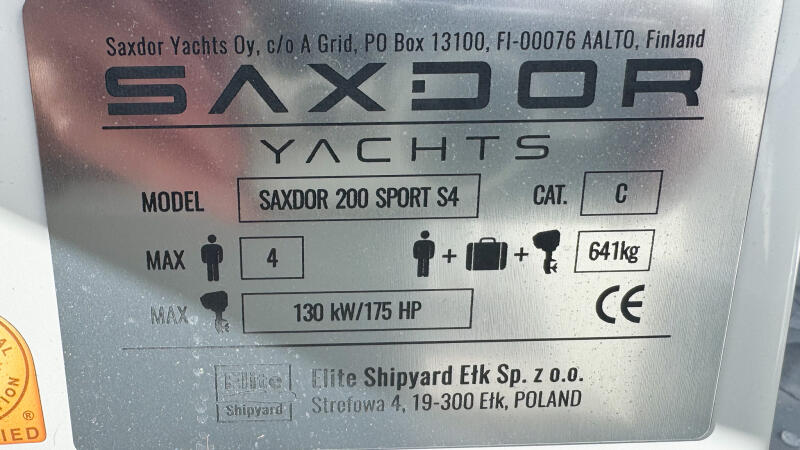 Saxdor Yachts Oy, c/o A Grid, PO Box 13100, FI-00076 AALTO, Finland
SAXDOR
YACHTS
MODEL SAXDOR 200 SPORT S4 CAT. C
MAX 4 + + 641kg
MAX 130 kW/175 HP CE
Elite Shipyard Elite Shipyard Ełk Sp. z o.o.
Strefowa 4, 19-300 Ełk, POLAND